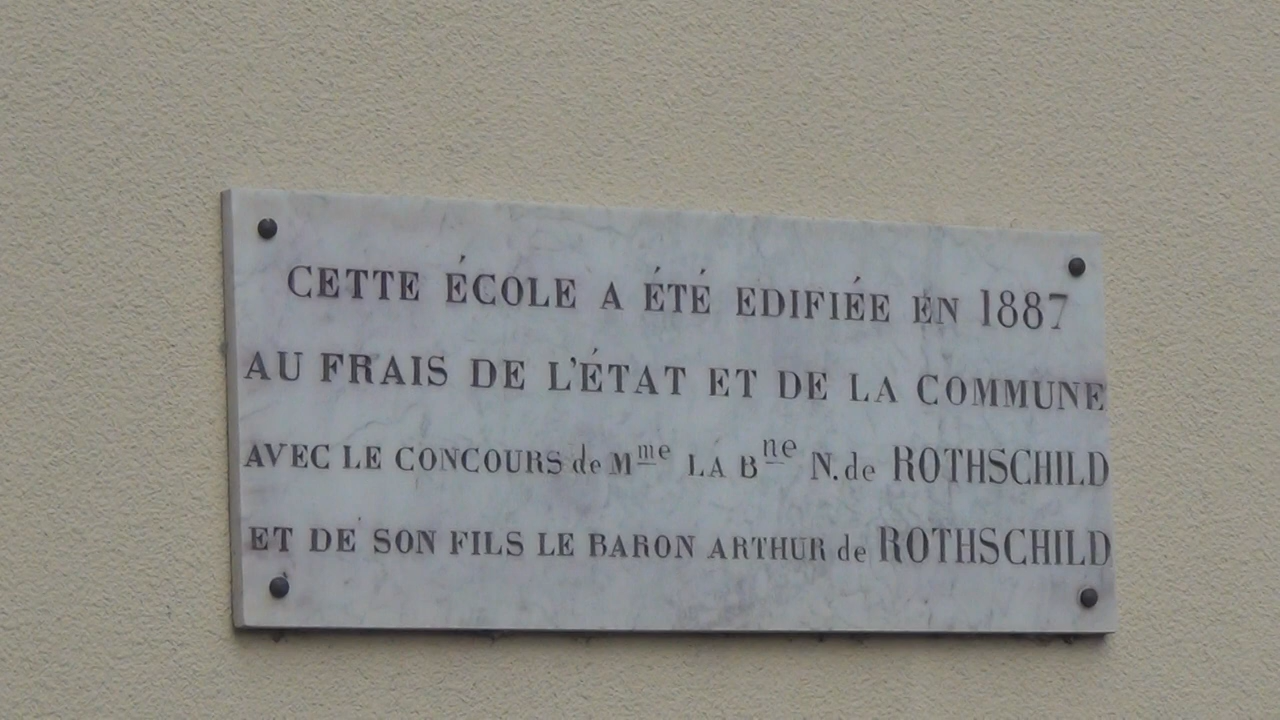 CETTE ÉCOLE A ÉTÉ EDIFIÉE EN 1887
AU FRAIS DE L'ÉTAT ET DE LA COMMUNE
AVEC LE CONCOURS de Mme LA Bne N. de ROTHSCHILD
ET DE SON FILS LE BARON ARTHUR de ROTHSCHILD